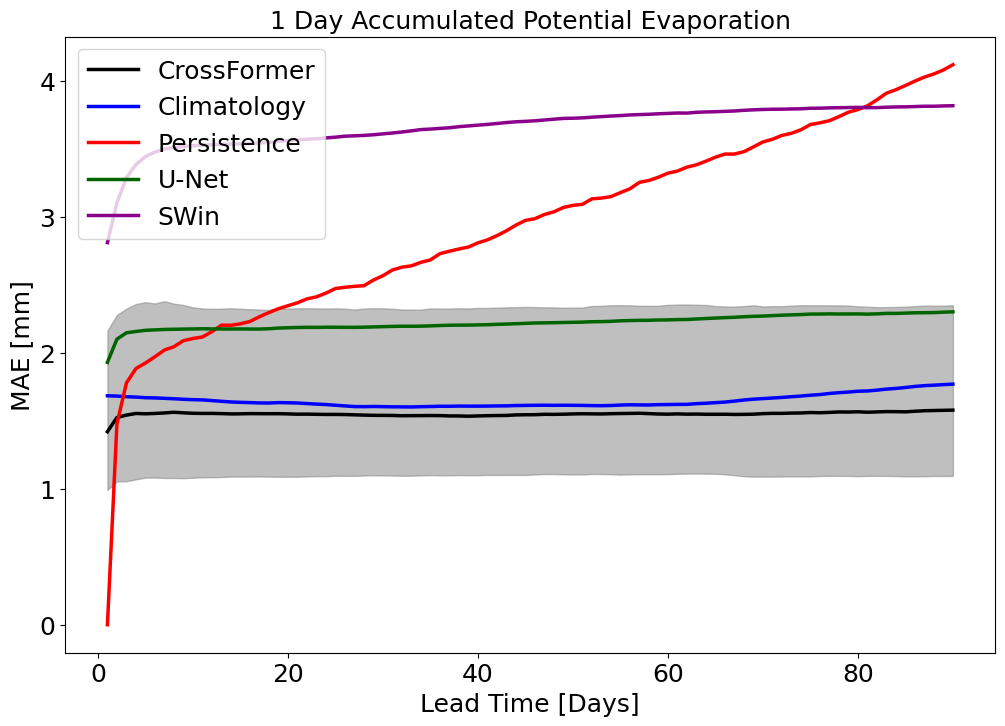 1 Day Accumulated Potential Evaporation
CrossFormer
Climatology
Persistence
U-Net
SWin
MAE [mm]
4
3
2
1
0
0 20 40 60 80
Lead Time [Days]